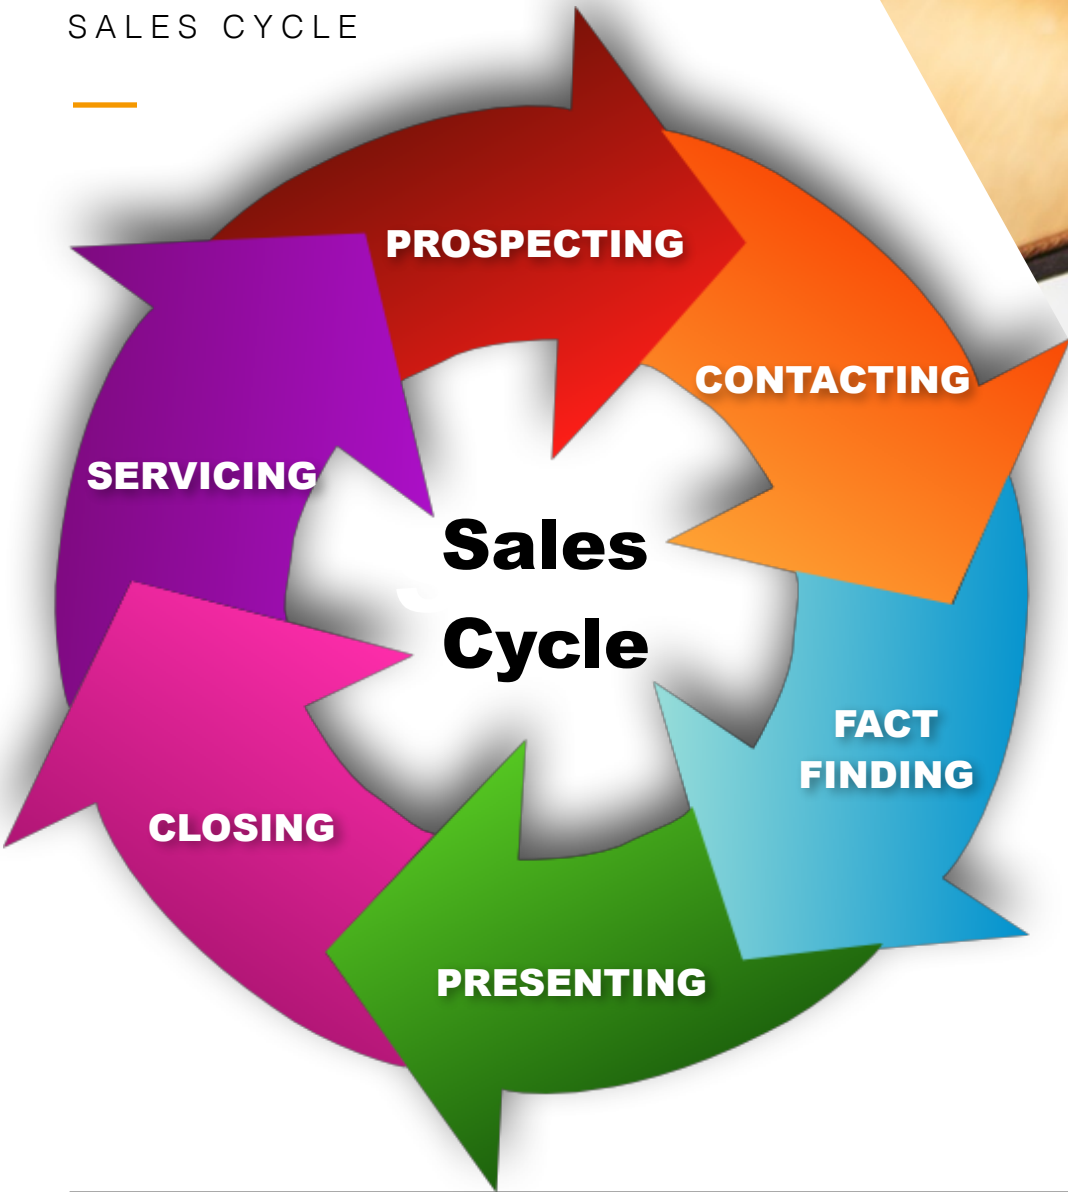 SALES CYCLE
PROSPECTING
CONTACTING
FACT
FINDING
PRESENTING
CLOSING
SERVICING
Sales
Cycle